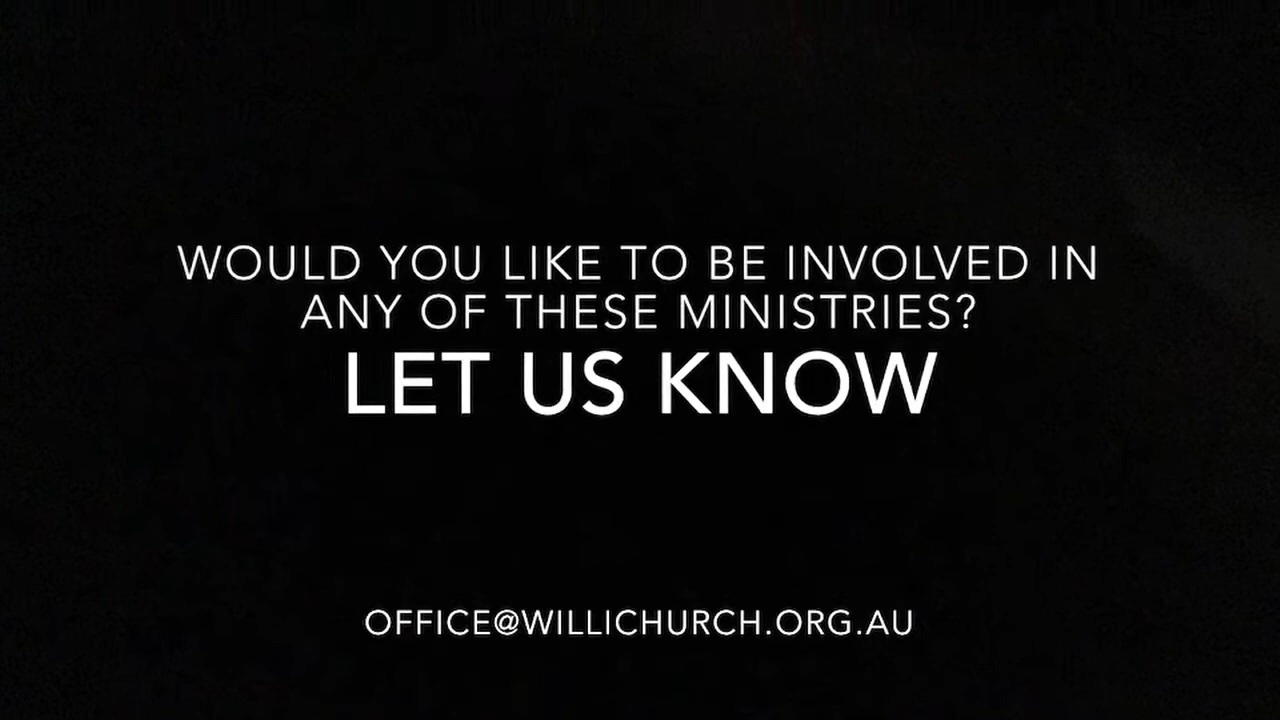 WOULD YOU LIKE TO BE INVOLVED IN
ANY OF THESE MINISTRIES?
LET US KNOW
OFFICE@WILLICHURCH.ORG.AU